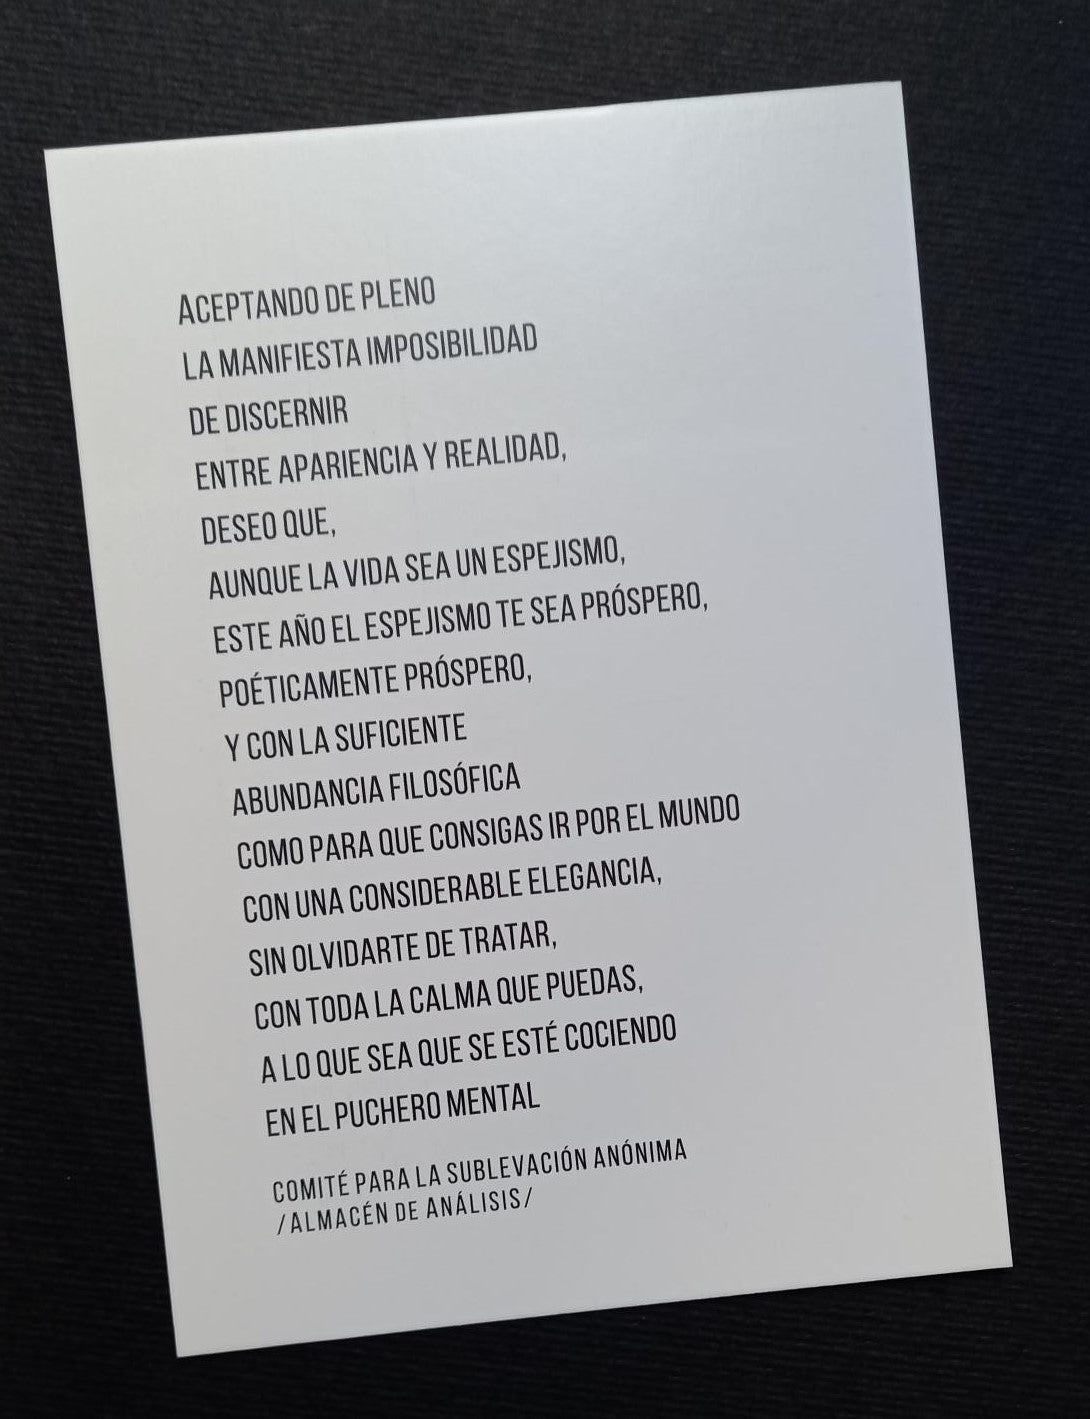 ACEPTANDO DE PLENO
LA MANIFIESTA IMPOSIBILIDAD
DE DISCERNIR
ENTRE APARIENCIA Y REALIDAD,
DESEO QUE,
AUNQUE LA VIDA SEA UN ESPEJISMO,
ESTE AÑO EL ESPEJISMO TE SEA PRÓSPERO,
POÉTICAMENTE PRÓSPERO,
Y CON LA SUFICIENTE
ABUNDANCIA FILOSÓFICA
COMO PARA QUE CONSIGAS IR POR EL MUNDO
CON UNA CONSIDERABLE ELEGANCIA,
SIN OLVIDARTE DE TRATAR,
CON TODA LA CALMA QUE PUEDAS,
A LO QUE SEA QUE SE ESTÉ COCIENDO
EN EL PUCHERO MENTAL
COMITÉ PARA LA SUBLEVACIÓN ANÓNIMA
/ALMACÉN DE ANÁLISIS/